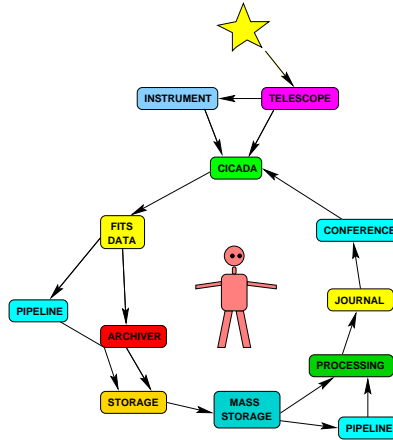 INSTRUMENT
TELESCOPE
CICADA
FITS
DATA
CONFERENCE
PIPELINE
JOURNAL
ARCHIVER
PROCESSING
STORAGE
MASS
STORAGE
PIPELINE